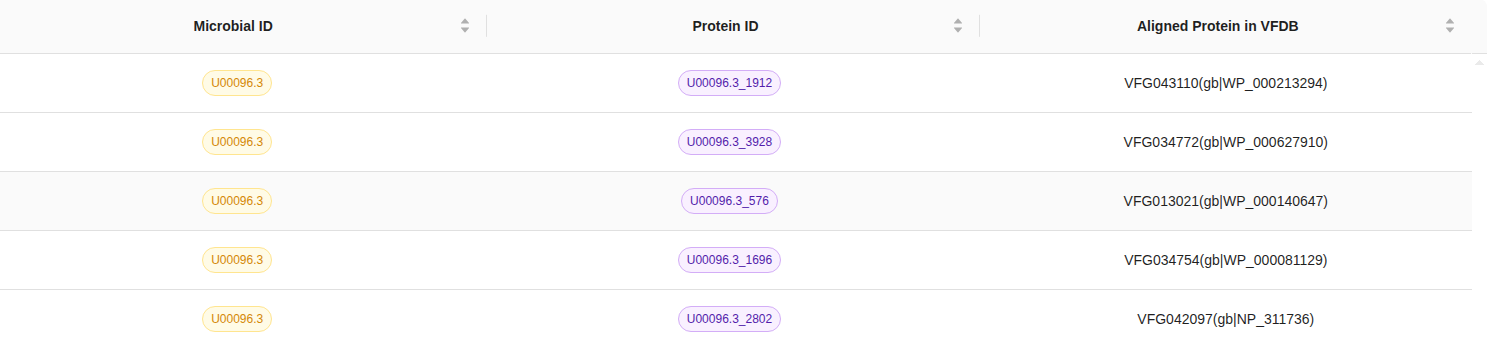 Microbial ID Protein ID Aligned Protein in VFDB
U00096.3 U00096.3_1912 VFG043110(gb|WP_000213294)
U00096.3 U00096.3_3928 VFG034772(gb|WP_000627910)
U00096.3 U00096.3_576 VFG013021(gb|WP_000140647)
U00096.3 U00096.3_1696 VFG034754(gb|WP_000081129)
U00096.3 U00096.3_2802 VFG042097(gb|NP_311736)